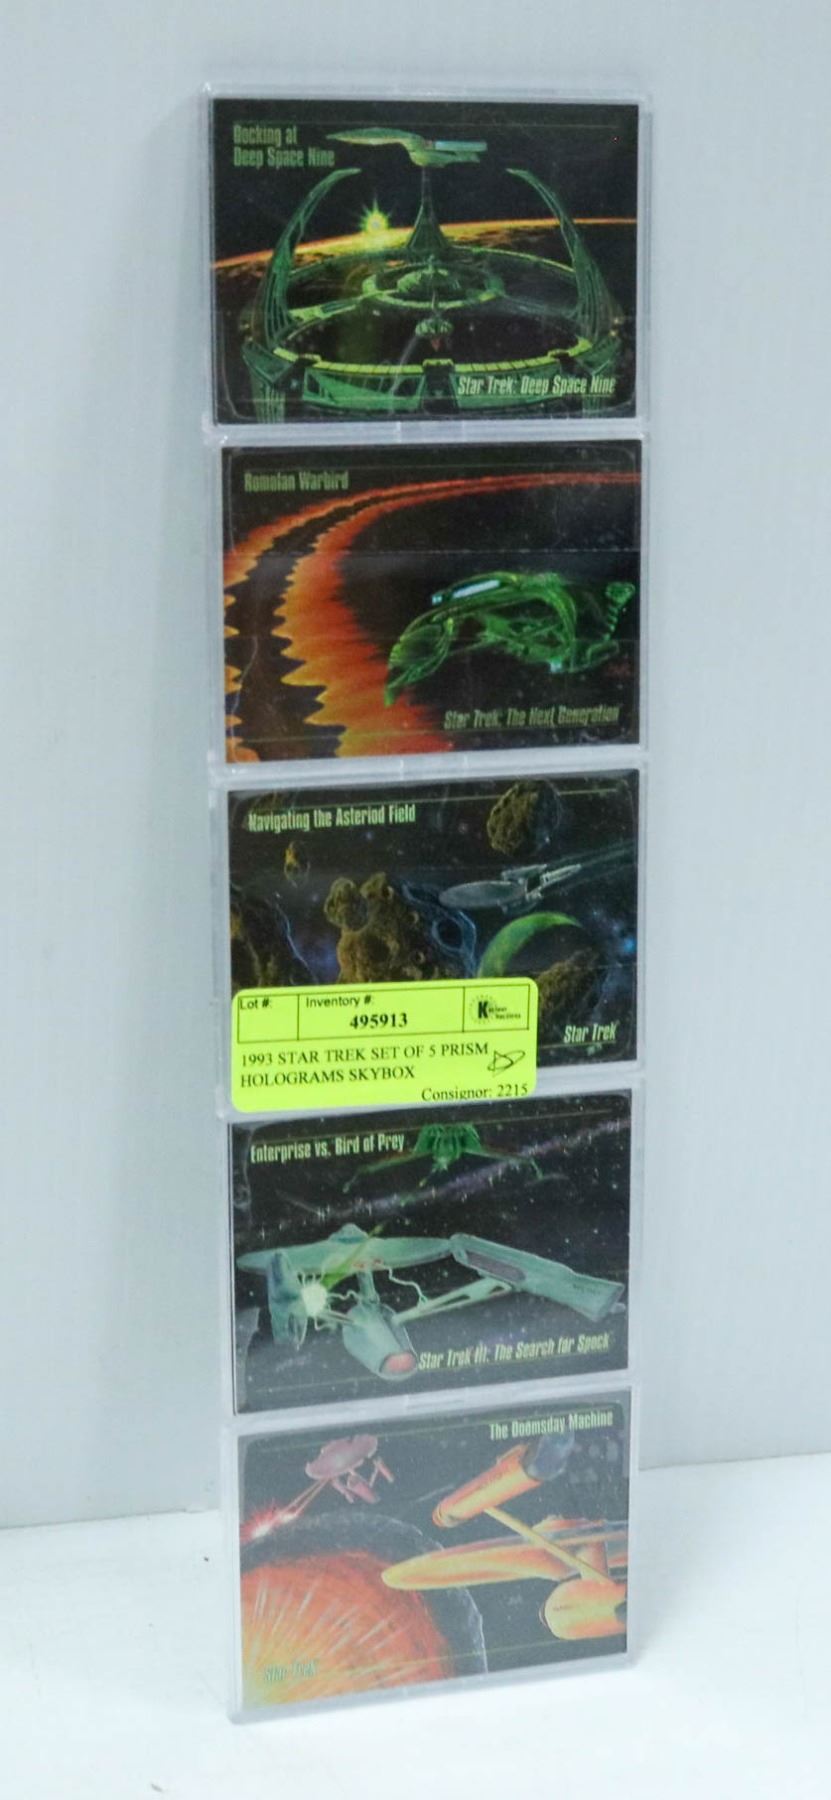 Docking at
Deep Space Nine
Star Trek: Deep Space Nine
Romulan Warbird
Star Trek: The Next Generation
Navigating the Asteriod Field
Star Trek
Lot #:
Inventory #:
495913
1993 STAR TREK SET OF 5 PRISM
HOLOGRAMS SKYBOX
Consignor: 2215
Enterprise vs. Bird of Prey
Star Trek III: The Search for Spock
The Doomsday Machine
Star Trek